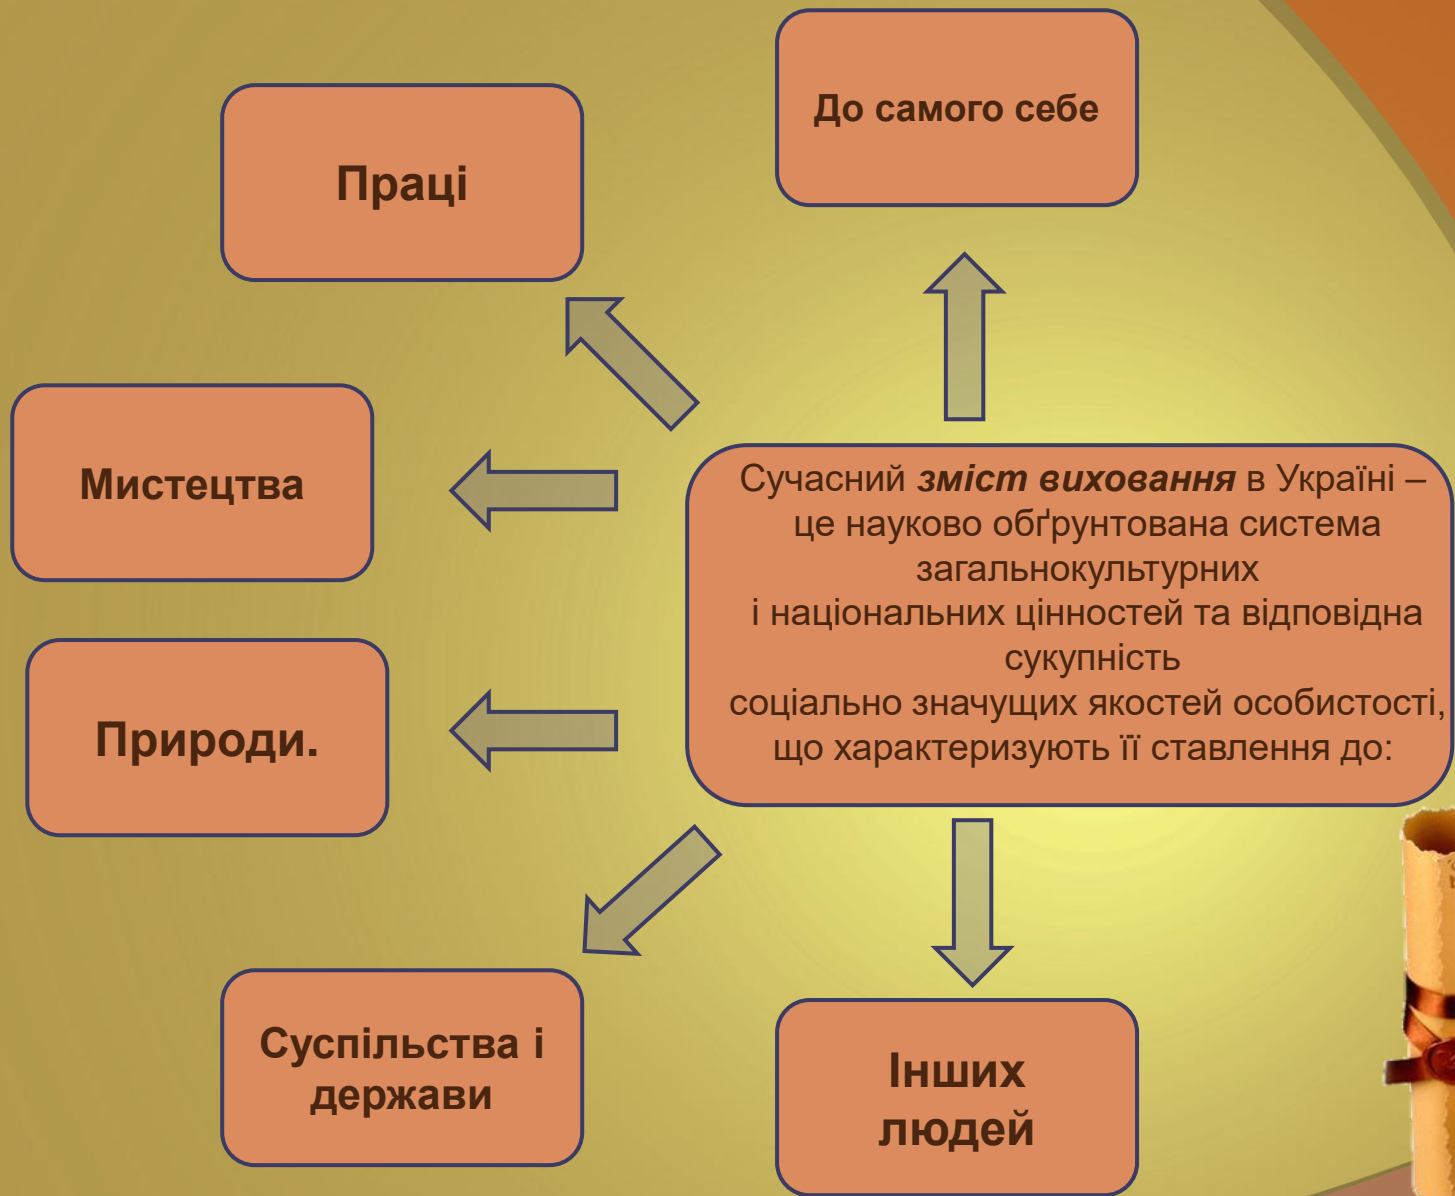 До самого себе
Праці
Мистецтва
Сучасний зміст виховання в Україні –
це науково обґрунтована система
загальнокультурних
і національних цінностей та відповідна
сукупність
соціально значущих якостей особистості,
що характеризують її ставлення до:
Природи.
Суспільства і
держави
Інших
людей